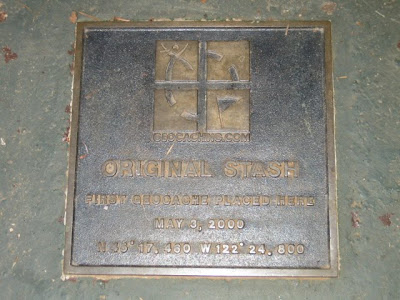 GEOCACHING.COM
ORIGINAL STASH
FIRST GEOCACHE PLACED HERE
MAY 3, 2000
N 45° 17, 460 W 122° 24, 800